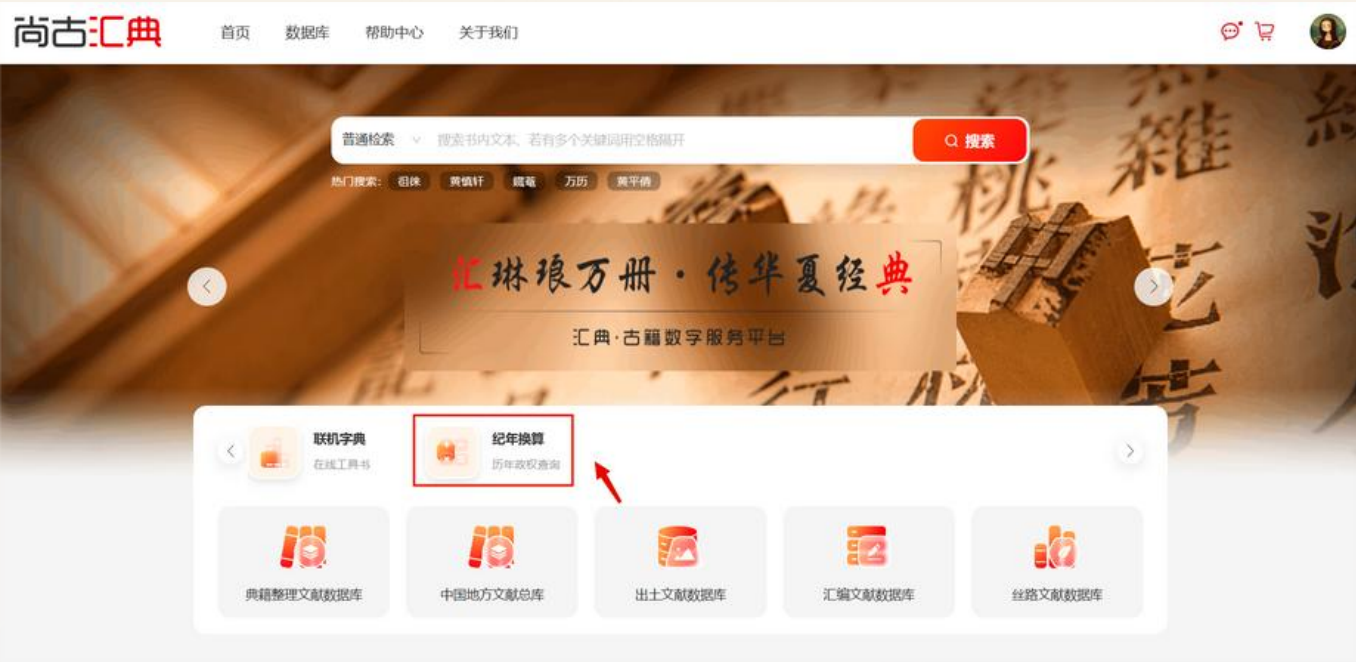 尚古汇典
首页 数据库 帮助中心 关于我们
普通检索 搜索书内文本，若有多个关键词用空格隔开 搜索
热门搜索： 徂徕 黄慎轩 万历 黄平倩
汇琳琅万册·传华夏经典
汇典·古籍数字服务平台
联机字典
在线工具书
纪年换算
历年政权查询
典籍整理文献数据库
中国地方文献总库
出土文献数据库
汇编文献数据库
丝路文献数据库